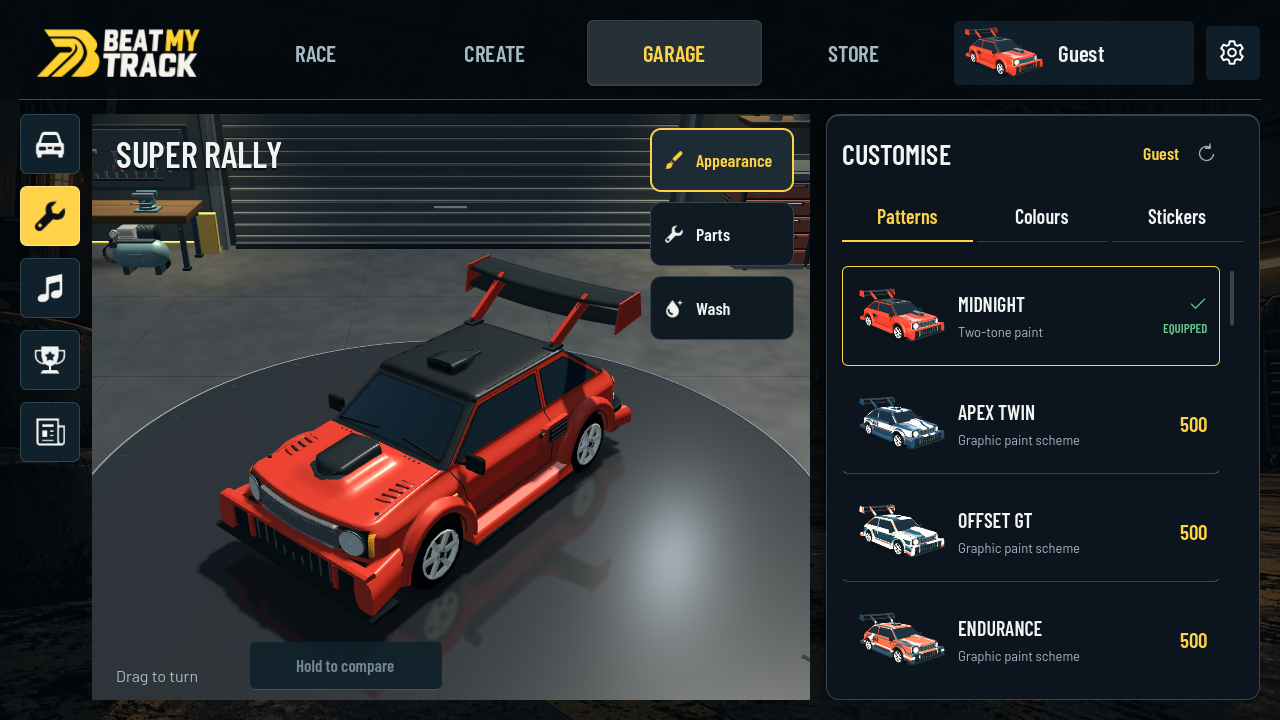 BEAT MY
TRACK
RACE
CREATE
GARAGE
STORE
Guest
SUPER RALLY
Appearance
Parts
Wash
Drag to turn
Hold to compare
CUSTOMISE
Guest
Patterns
Colours
Stickers
MIDNIGHT
Two-tone paint
EQUIPPED
APEX TWIN
Graphic paint scheme
500
OFFSET GT
Graphic paint scheme
500
ENDURANCE
Graphic paint scheme
500